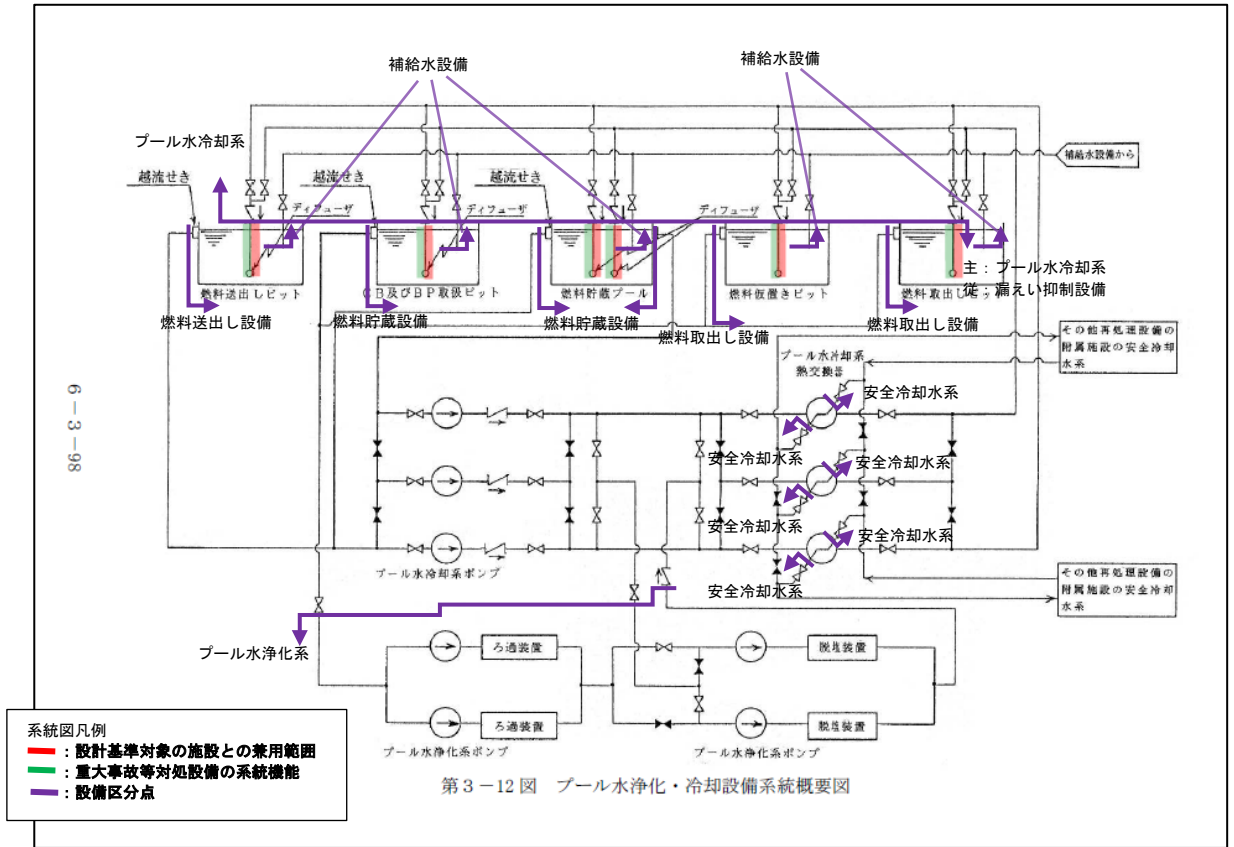 補給水設備
補給水設備
プール水冷却系
補給水設備から
越流せき
越流せき
越流せき
ディフューザ
ディフューザ
ディフューザ
主：プール水冷却系
従：漏えい抑制設備
燃料送出しピット
CB及びBP取扱ピット
燃料貯蔵プール
燃料仮置きピット
燃料取出しピット
燃料送出し設備
燃料貯蔵設備
燃料貯蔵設備
燃料取出し設備
燃料取出し設備
その他再処理設備の
附属施設の安全冷却
水系
プール水冷却系
熱交換器
安全冷却水系
安全冷却水系
安全冷却水系
安全冷却水系
安全冷却水系
安全冷却水系
プール水冷却系ポンプ
その他再処理設備の
附属施設の安全冷却
水系
6－3－98
プール水浄化系
ろ過装置
脱塩装置
ろ過装置
脱塩装置
プール水浄化系ポンプ
プール水浄化系ポンプ
系統図凡例
：設計基準対象の施設との兼用範囲
：重大事故等対処設備の系統機能
：設備区分点
第3－12図　プール水浄化・冷却設備系統概要図